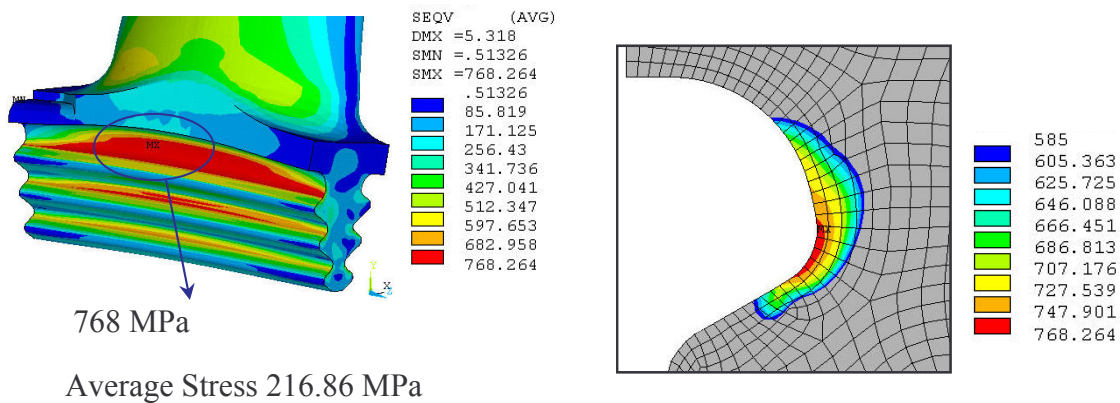 SEQV (AVG)
DMX =5.318
SMN =.51326
SMX =768.264
.51326
85.819
171.125
256.43
341.736
427.041
512.347
597.653
682.958
768.264
MN
MX
Y
X
Z
768 MPa
Average Stress 216.86 MPa
MX
585
605.363
625.725
646.088
666.451
686.813
707.176
727.539
747.901
768.264